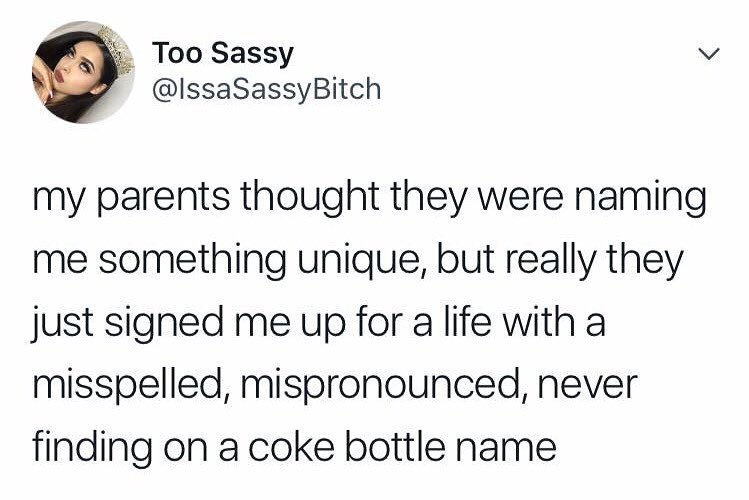 Too Sassy
@IssaSassyBitch
my parents thought they were naming
me something unique, but really they
just signed me up for a life with a
misspelled, mispronounced, never
finding on a coke bottle name